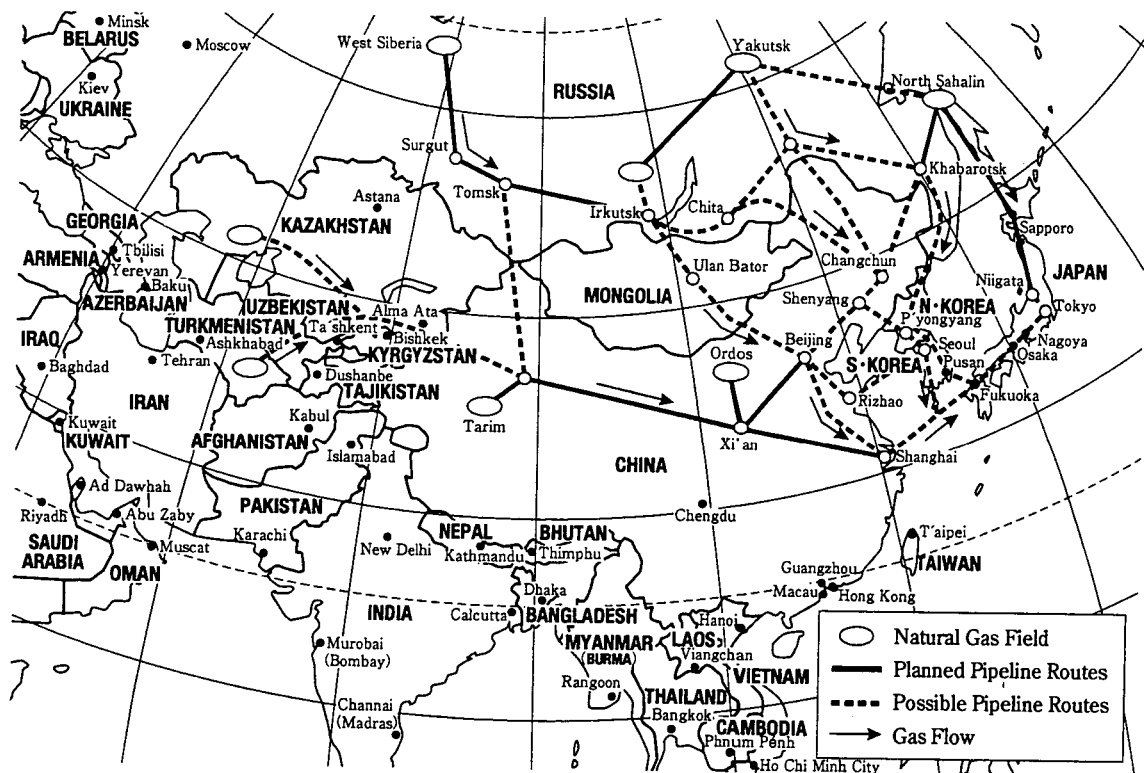 Minsk
BELARUS
Moscow
Kiev
UKRAINE
West Siberia
RUSSIA
Yakutsk
North Sahalin
Surgut
Tomsk
Khabarotsk
Astana
KAZAKHSTAN
Irkutsk
Chita
GEORGIA
Tbilisi
ARMENIA
Yerevan
Baku
AZERBAIJAN
Sapporo
Ulan Bator
Changchun
MONGOLIA
Niigata
JAPAN
UZBEKISTAN
Alma Ata
TURKMENISTAN
Ta´shkent
Bishkek
Ashkhabad
KYRGYZSTAN
Shenyang
N·KOREA
P´yongyang
Tokyo
IRAQ
Baghdad
Tehran
Dushanbe
TAJIKISTAN
Beijing
Ordos
Seoul
S·KOREA
Pusan
Nagoya
Osaka
Fukuoka
IRAN
Kabul
AFGHANISTAN
Islamabad
Tarim
Rizhao
Xi'an
Shanghai
Kuwait
KUWAIT
CHINA
Ad Dawhah
PAKISTAN
Riyadh
Abu Zaby
Karachi
New Delhi
NEPAL
BHUTAN
Kathmandu
Thimphu
Chengdu
T´aipei
TAIWAN
SAUDI
ARABIA
Muscat
OMAN
Dhaka
Guangzhou
Macau
Hong Kong
INDIA
Calcutta
BANGLADESH
Hanoi
Murobai
(Bombay)
MYANMAR
(BURMA)
LAOS
Viangchan
VIETNAM
Rangoon
THAILAND
Bangkok
Channai
(Madras)
CAMBODIA
Phnum Penh
Ho Chi Minh City
Natural Gas Field
Planned Pipeline Routes
Possible Pipeline Routes
Gas Flow